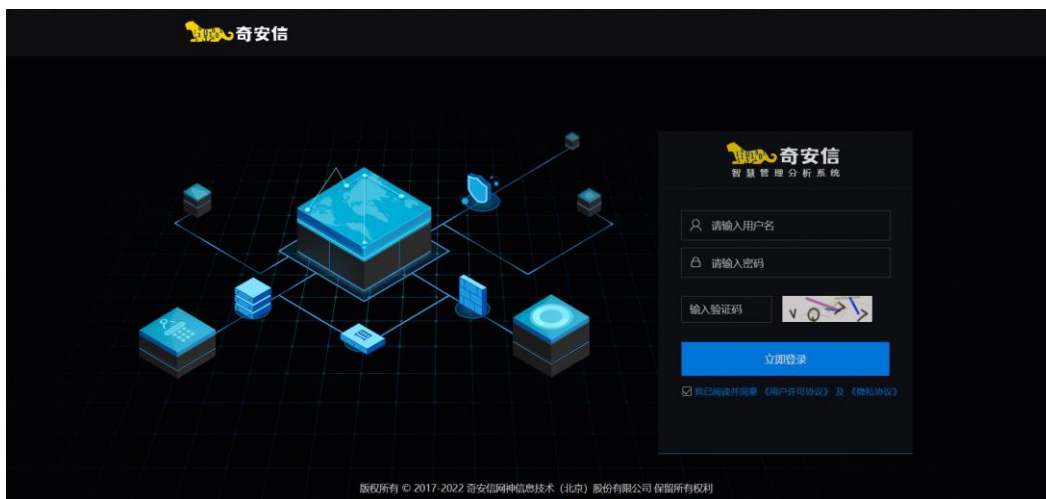 奇安信
奇安信
智慧管理分析系统
请输入用户名
请输入密码
输入验证码
立即登录
我已阅读并同意 《用户许可协议》 及 《隐私协议》
版权所有 © 2017-2022 奇安信网神信息技术（北京）股份有限公司 保留所有权利